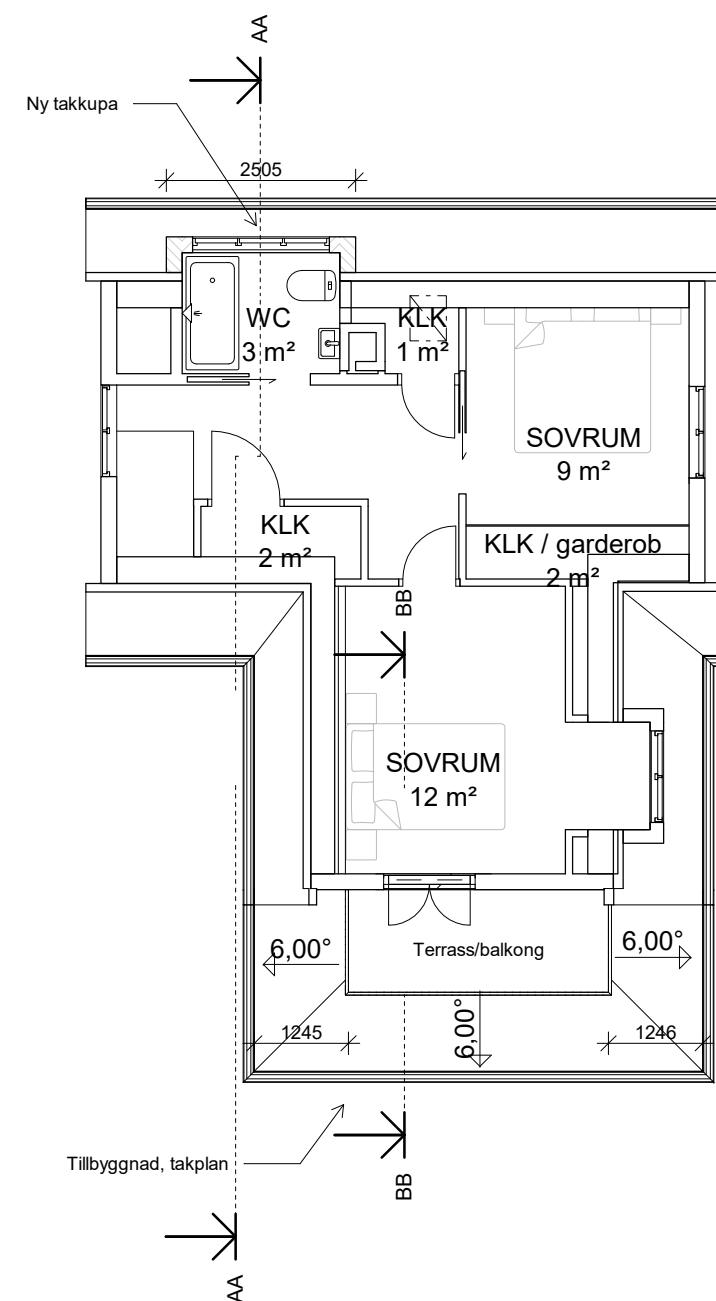 AA
Ny takkupa
2505
WC
3 m²
KLK
1 m²
SOVRUM
9 m²
KLK
2 m²
KLK / garderob
2 m²
BB
SOVRUM
12 m²
6,00°
Terrass/balkong
6,00°
6,00°
1245
1246
Tillbyggnad, takplan
BB
AA